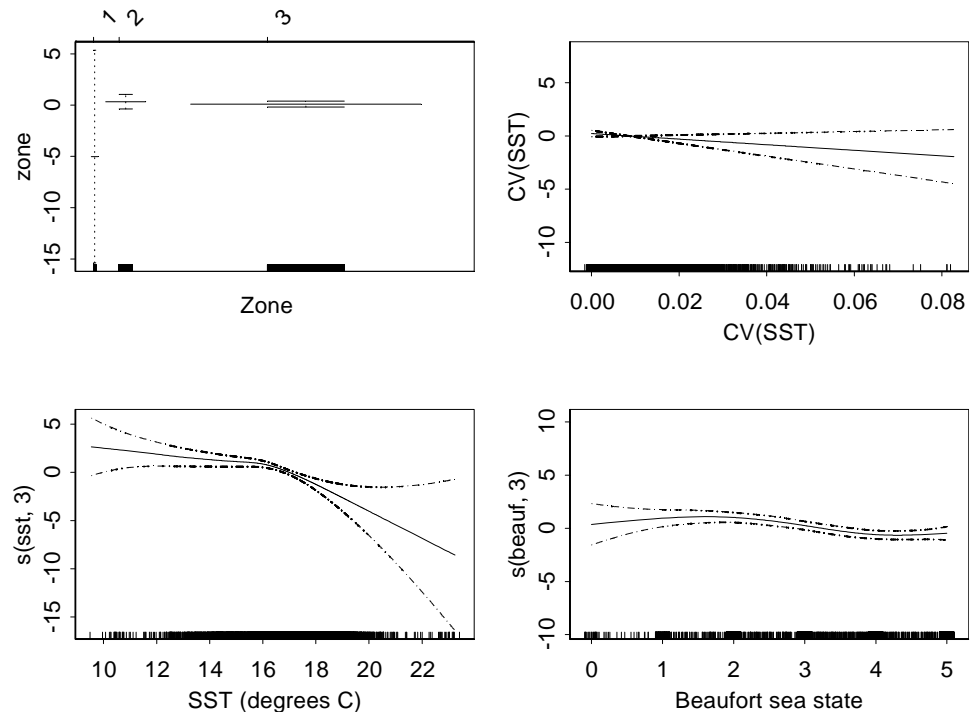 1 2 3
zone
5
0
-5
-10
-15
Zone
CV(SST)
5
0
-5
-10
0.00 0.02 0.04 0.06 0.08
CV(SST)
s(sst, 3)
5
0
-5
-10
-15
10 12 14 16 18 20 22
SST (degrees C)
s(beauf, 3)
10
5
0
-5
-10
0 1 2 3 4 5
Beaufort sea state